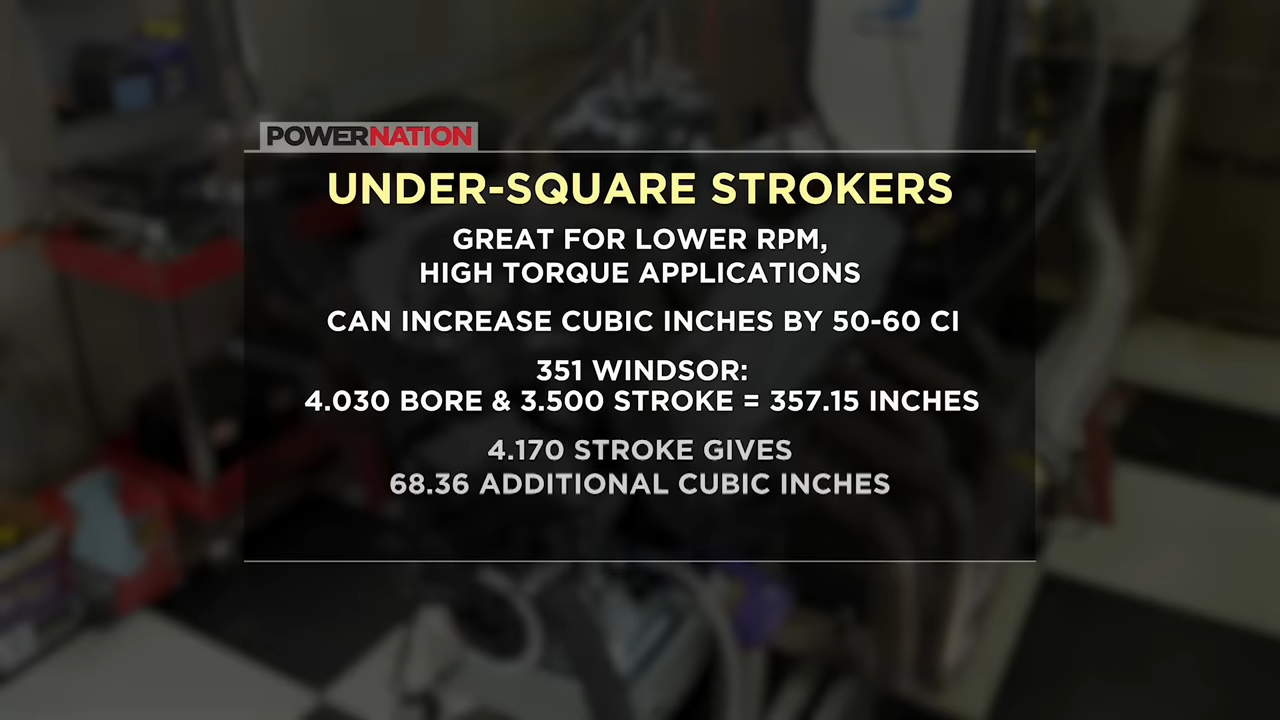 POWERNATION
UNDER-SQUARE STROKERS
GREAT FOR LOWER RPM,
HIGH TORQUE APPLICATIONS
CAN INCREASE CUBIC INCHES BY 50-60 CI
351 WINDSOR:
4.030 BORE & 3.500 STROKE = 357.15 INCHES
4.170 STROKE GIVES
68.36 ADDITIONAL CUBIC INCHES